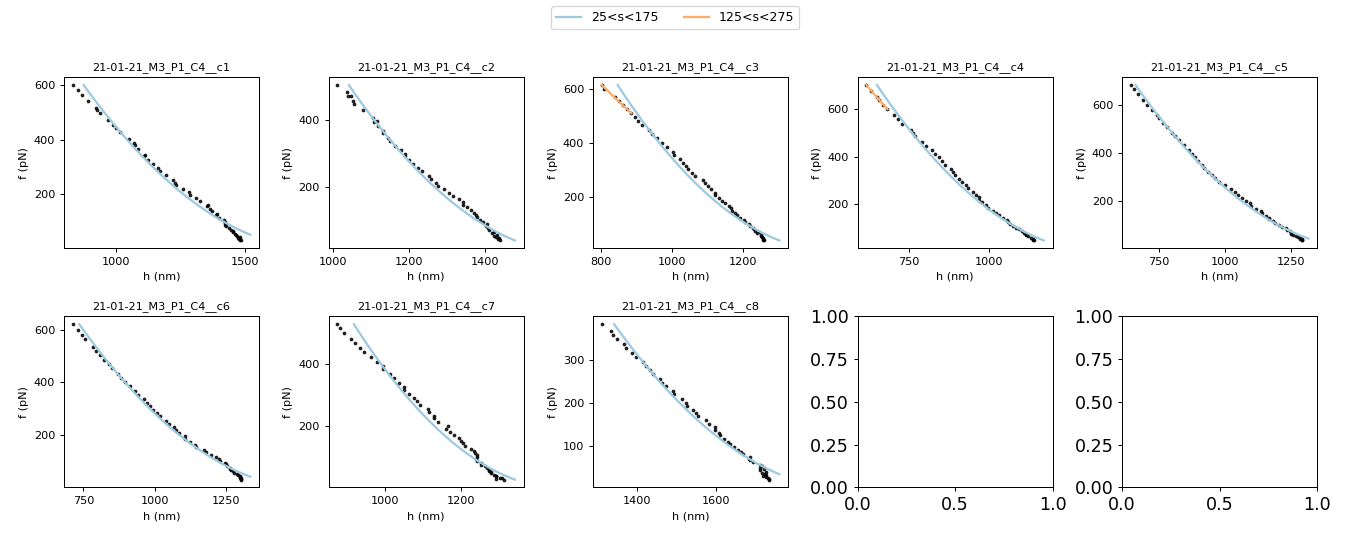 25<s<175 125<s<275
21-01-21_M3_P1_C4__c1 21-01-21_M3_P1_C4__c2 21-01-21_M3_P1_C4__c3 21-01-21_M3_P1_C4__c4 21-01-21_M3_P1_C4__c5
600 400 200 f (pN) 1000 1500 h (nm)
400 200 f (pN) 1000 1200 1400 h (nm)
600 400 200 f (pN) 800 1000 1200 h (nm)
600 400 200 f (pN) 750 1000 h (nm)
600 400 200 f (pN) 750 1000 1250 h (nm)
21-01-21_M3_P1_C4__c6 21-01-21_M3_P1_C4__c7 21-01-21_M3_P1_C4__c8
600 400 200 f (pN) 750 1000 1250 h (nm)
400 200 f (pN) 1000 1200 h (nm)
300 200 100 f (pN) 1400 1600 h (nm)
1.00 0.75 0.50 0.25 0.00 0.0 0.5 1.0
1.00 0.75 0.50 0.25 0.00 0.0 0.5 1.0